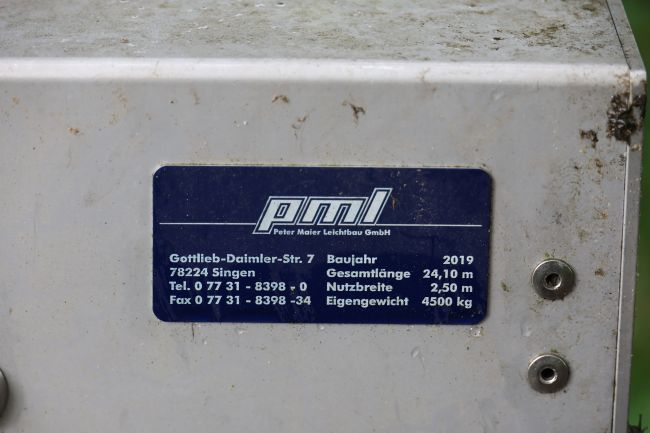 pml
Peter Maier Leichtbau GmbH
Gottlieb-Daimler-Str. 7
78224 Singen
Tel. 0 77 31 - 8398 - 0
Fax 0 77 31 - 8398 -34
Baujahr 2019
Gesamtlänge 24,10 m
Nutzbreite 2,50 m
Eigengewicht 4500 kg